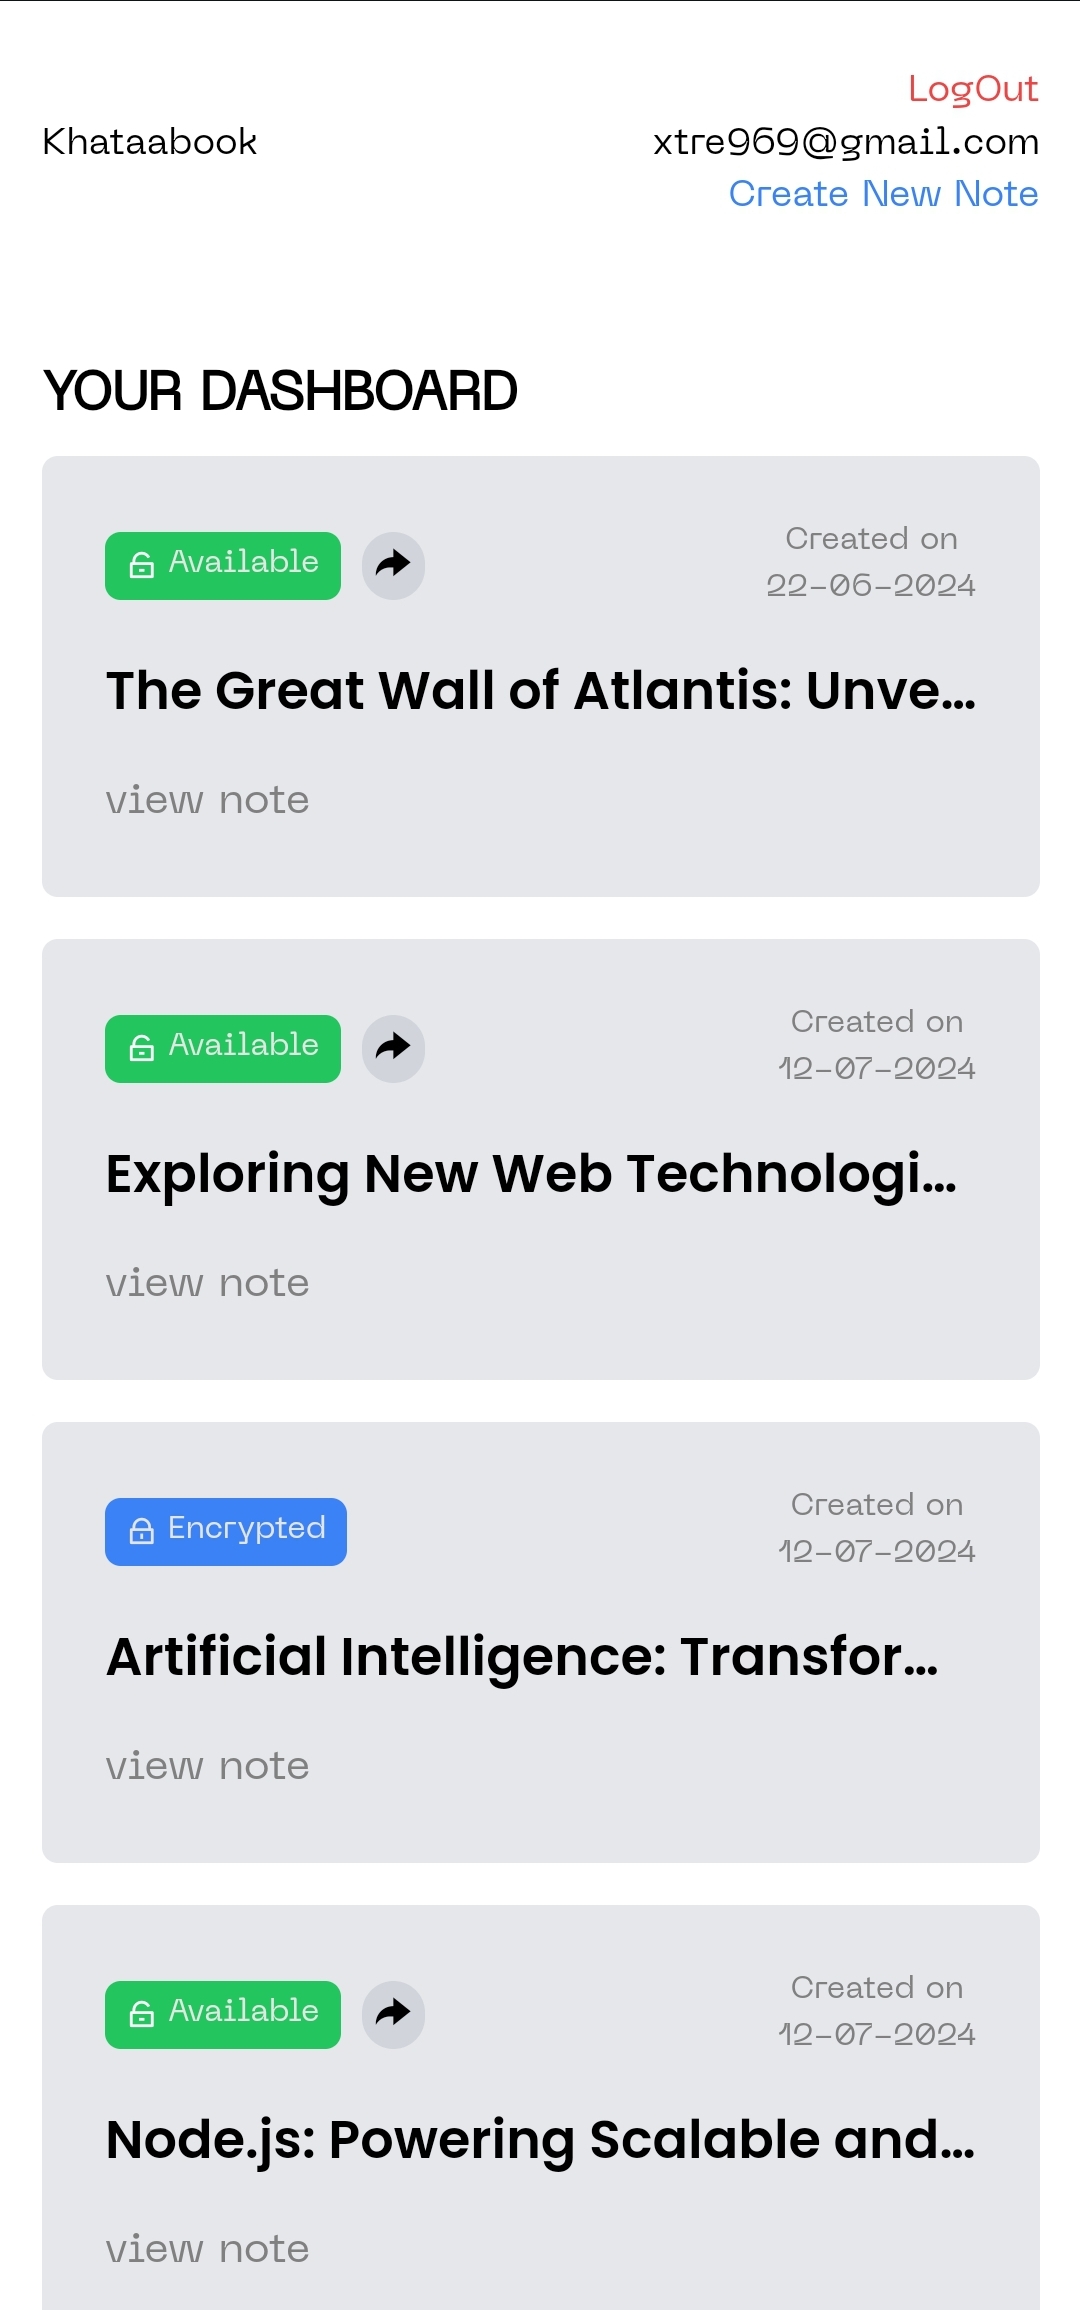 LogOut
Khataabook
xtre969@gmail.com
Create New Note
YOUR DASHBOARD
Available
Created on
22-06-2024
The Great Wall of Atlantis: Unve...
view note
Available
Created on
12-07-2024
Exploring New Web Technologi...
view note
Encrypted
Created on
12-07-2024
Artificial Intelligence: Transfor...
view note
Available
Created on
12-07-2024
Node.js: Powering Scalable and...
view note